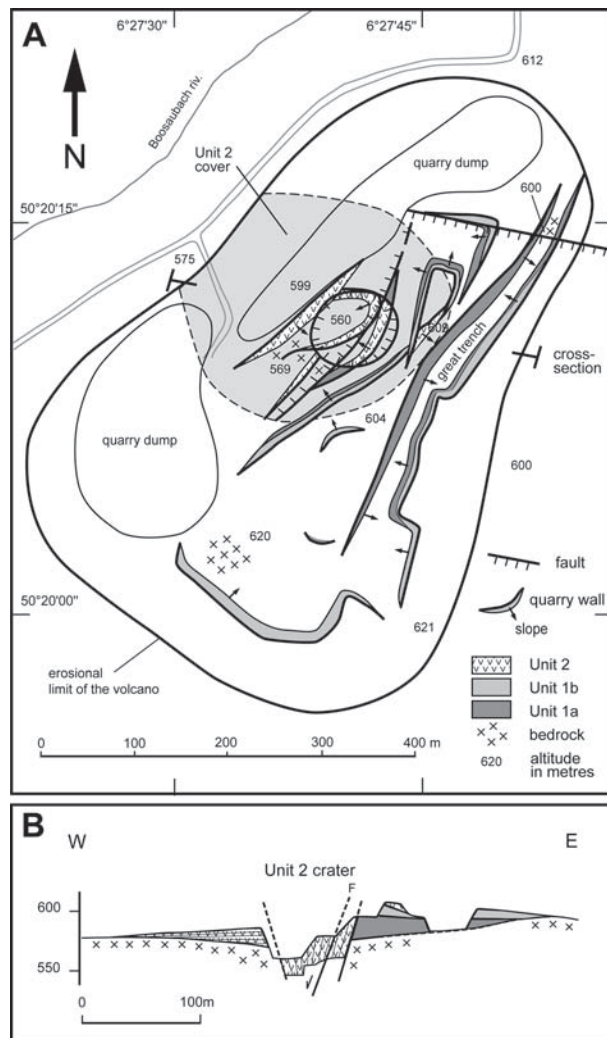 A
6°27'30"
6°27'45"
612
Boosaubach riv.
N
Unit 2
cover
quarry dump
600
50°20'15"
575
599
560
609
great trench
569
cross-
section
604
quarry dump
600
620
fault
50°20'00"
quarry wall
slope
621
erosional
limit of the volcano
Unit 2
Unit 1b
Unit 1a
bedrock
0 100 200 300 400 m
620 altitude
in metres
B
W
E
Unit 2 crater
F
600
550
0 100m